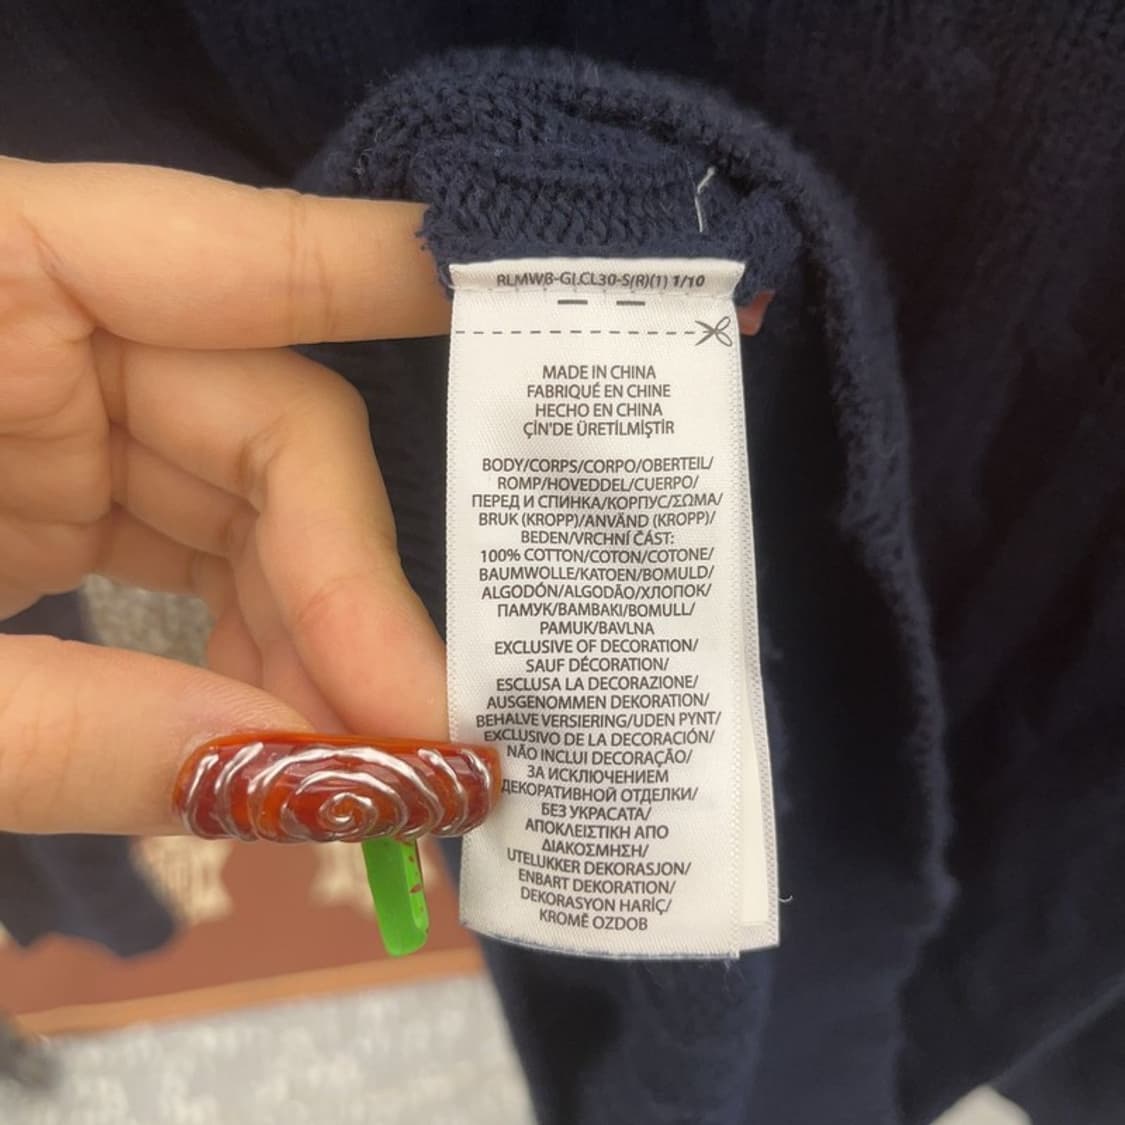 RLMWB-GI.CL30-S(R)(1) 1/10
MADE IN CHINA
FABRIQUÉ EN CHINE
HECHO EN CHINA
ÇİN'DE ÜRETİLMİŞTİR
BODY/CORPS/CORPO/OBERTEIL/
ROMP/HOVEDDEL/CUERPO/
ПЕРЕД И СПИНКА/КОРПУС/ΣΩΜΑ/
BRUK (KROPP)/ANVÄND (KROPP)/
BEDEN/VRCHNÍ ČÁST:
100% COTTON/COTON/COTONE/
BAUMWOLLE/KATOEN/BOMULD/
ALGODÓN/ALGODÃO/ХЛОПОК/
ПАМУК/BAMBAKI/BOMULL/
PAMUK/BAVLNA
EXCLUSIVE OF DECORATION/
SAUF DÉCORATION/
ESCLUSA LA DECORAZIONE/
AUSGENOMMEN DEKORATION/
BEHALVE VERSIERING/UDEN PYNT/
EXCLUSIVO DE LA DECORACIÓN/
NÃO INCLUI DECORAÇÃO/
ЗА ИСКЛЮЧЕНИЕМ
ДЕКОРАТИВНОЙ ОТДЕЛКИ/
БЕЗ УКРАСАТА/
ΑΠΟΚΛΕΙΣΤΙΚΗ ΑΠΟ
ΔΙΑΚΟΣΜΗΣΗ/
UTELUKKER DEKORASJON/
ENBART DEKORATION/
DEKORASYON HARİÇ/
KROMĚ OZDOB